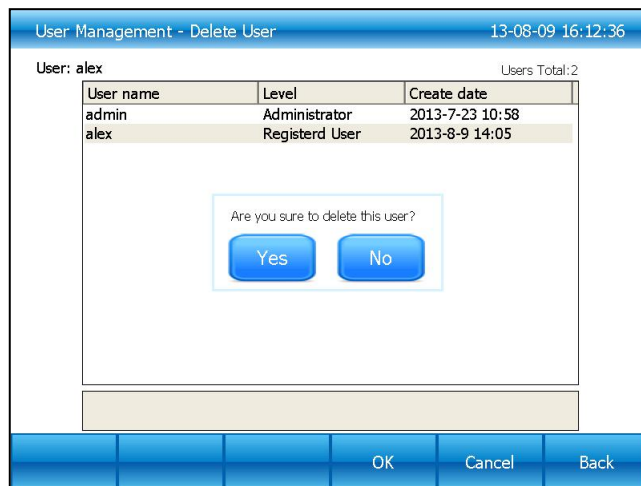 User Management - Delete User 13-08-09 16:12:36
User: alex Users Total:2
User name Level Create date
admin Administrator 2013-7-23 10:58
alex Registerd User 2013-8-9 14:05
Are you sure to delete this user?
Yes No
OK Cancel Back